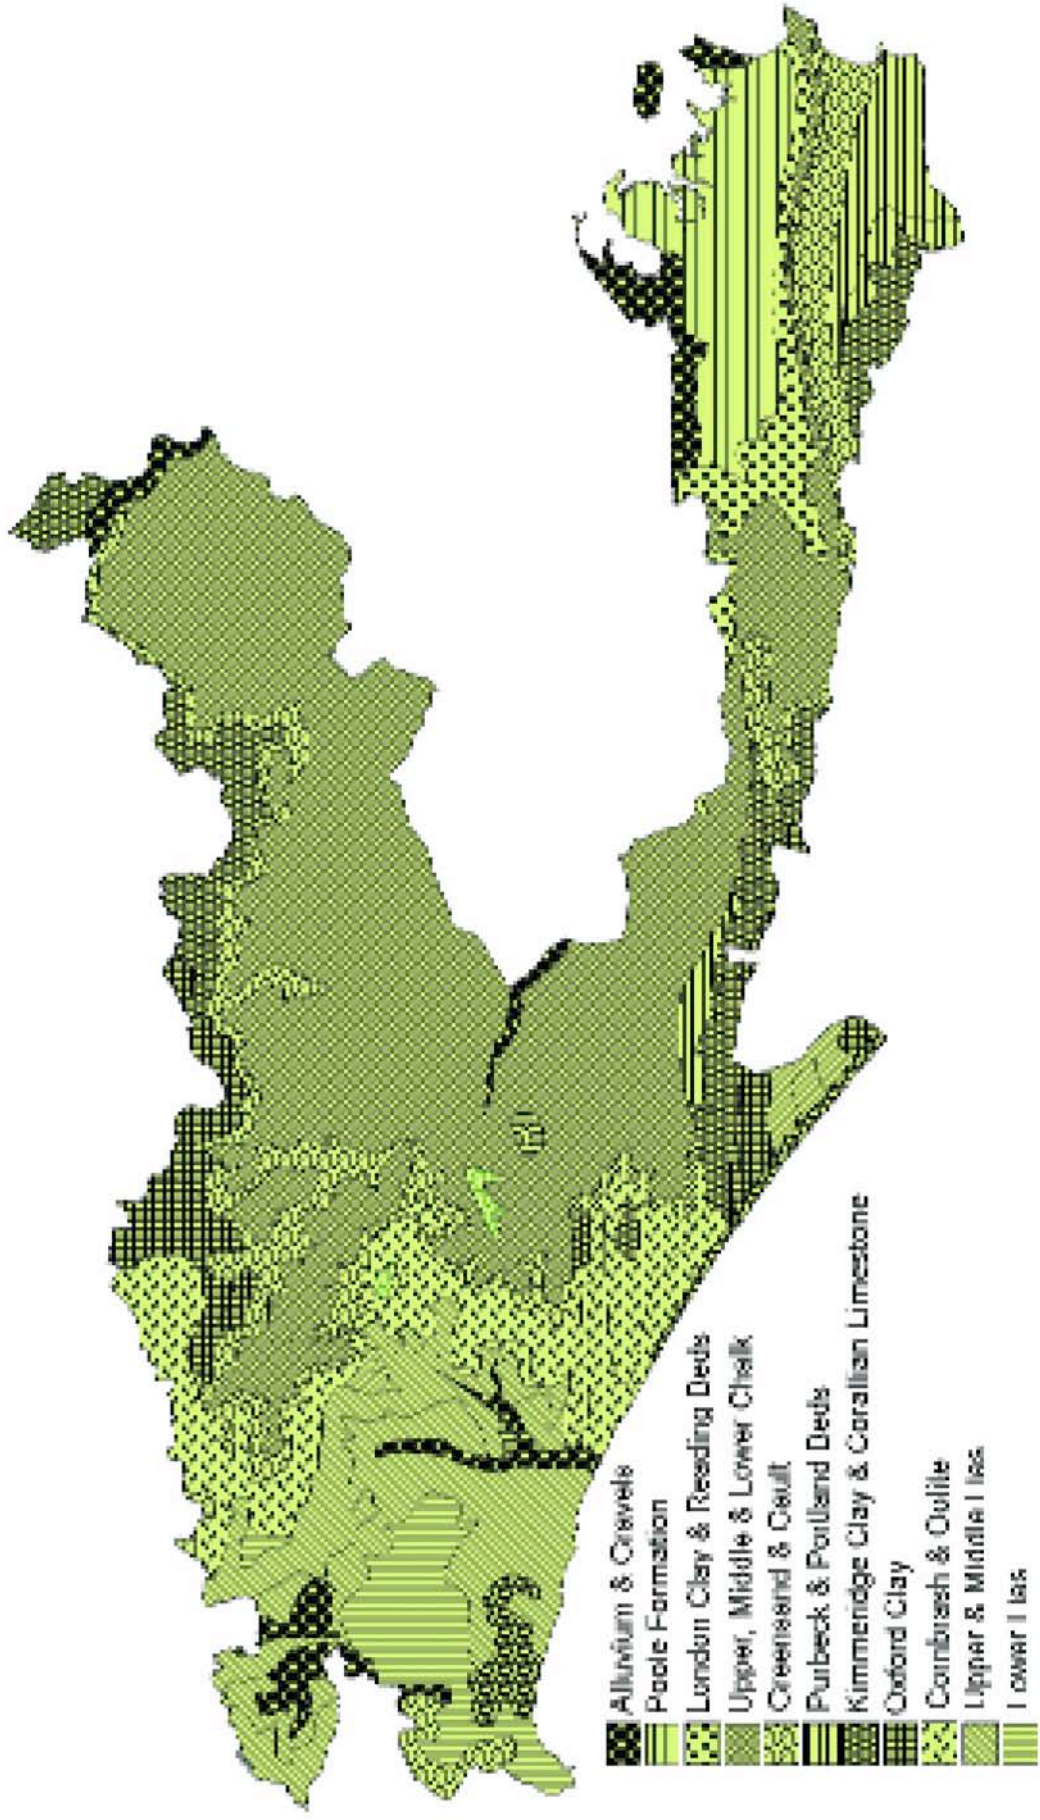 Alluvium & Gravels
Poole Formation
London Clay & Reading Beds
Upper, Middle & Lower Chalk
Greensand & Gault
Purbeck & Portland Beds
Kimmeridge Clay & Corallian Limestone
Oxford Clay
Cornbrash & Oolite
Upper & Middle Lias
Lower Lias